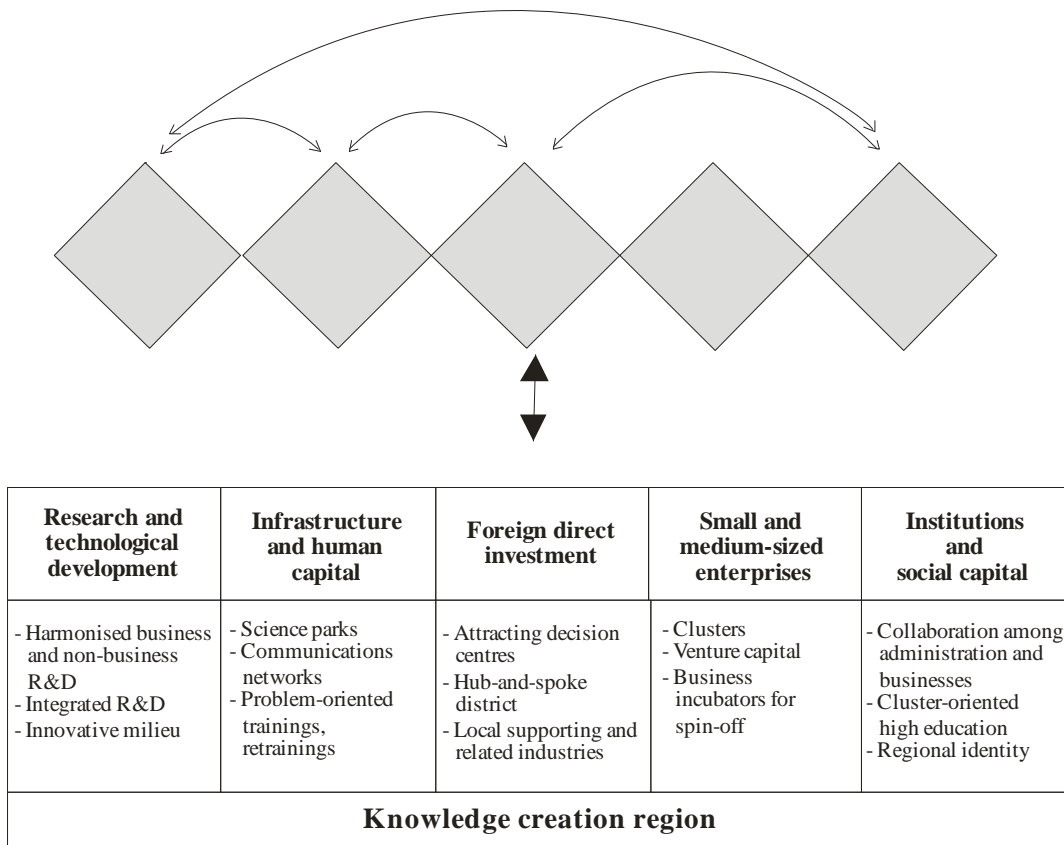 Research and
technological
development
Infrastructure
and human
capital
Foreign direct
investment
Small and
medium-sized
enterprises
Institutions
and
social capital
- Harmonised business
and non-business
R&D
- Integrated R&D
- Innovative milieu
- Science parks
- Communications
networks
- Problem-oriented
trainings,
retrainings
- Attracting decision
centres
- Hub-and-spoke
district
- Local supporting and
related industries
- Clusters
- Venture capital
- Business
incubators for
spin-off
- Collaboration among
administration and
businesses
- Cluster-oriented
high education
- Regional identity
Knowledge creation region